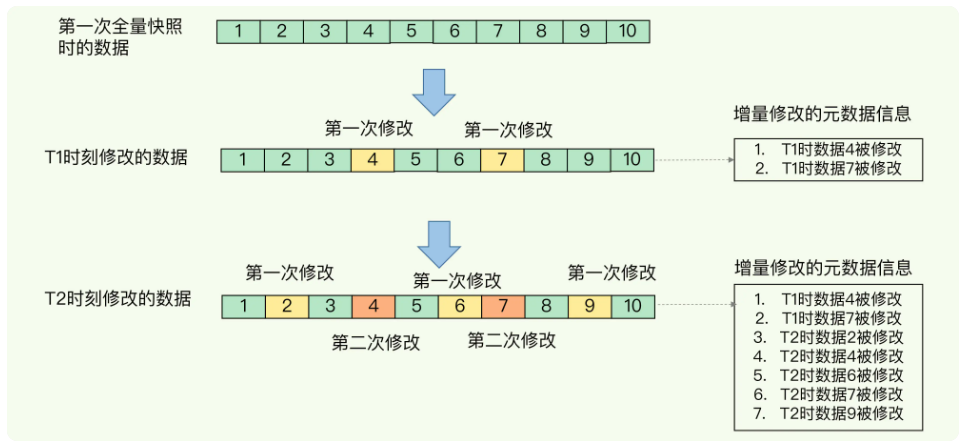 第一次全量快照
时的数据
1 2 3 4 5 6 7 8 9 10
第一次修改 第一次修改
T1时刻修改的数据
1 2 3 4 5 6 7 8 9 10
增量修改的元数据信息
1. T1时数据4被修改
2. T1时数据7被修改
第一次修改 第一次修改 第一次修改
T2时刻修改的数据
1 2 3 4 5 6 7 8 9 10
第二次修改 第二次修改
增量修改的元数据信息
1. T1时数据4被修改
2. T1时数据7被修改
3. T2时数据2被修改
4. T2时数据4被修改
5. T2时数据6被修改
6. T2时数据7被修改
7. T2时数据9被修改